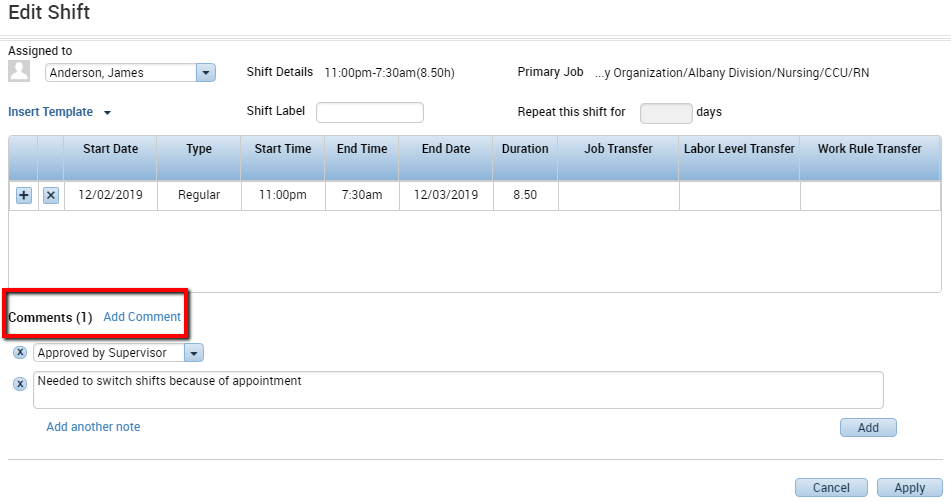 Edit Shift
Assigned to
Anderson, James
Shift Details 11:00pm-7:30am(8.50h)
Primary Job ...y Organization/Albany Division/Nursing/CCU/RN
Insert Template
Shift Label
Repeat this shift for days
Start Date Type Start Time End Time End Date Duration Job Transfer Labor Level Transfer Work Rule Transfer
12/02/2019 Regular 11:00pm 7:30am 12/03/2019 8.50
Comments (1) Add Comment
x Approved by Supervisor
x Needed to switch shifts because of appointment
Add another note
Add
Cancel Apply